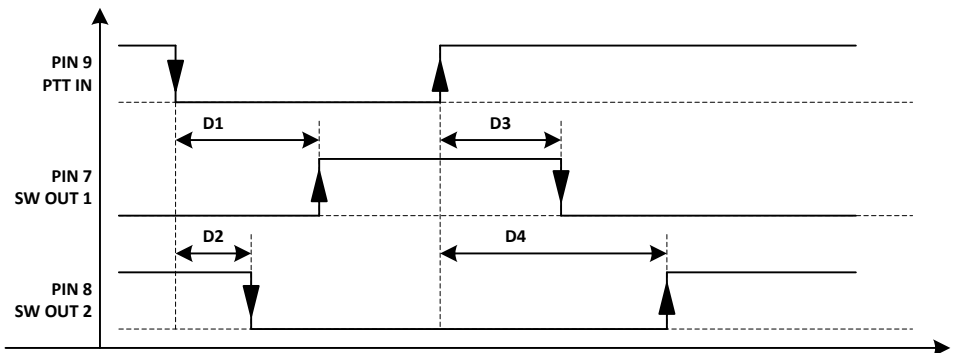 PIN 9
PTT IN
D1
D3
PIN 7
SW OUT 1
D2
D4
PIN 8
SW OUT 2